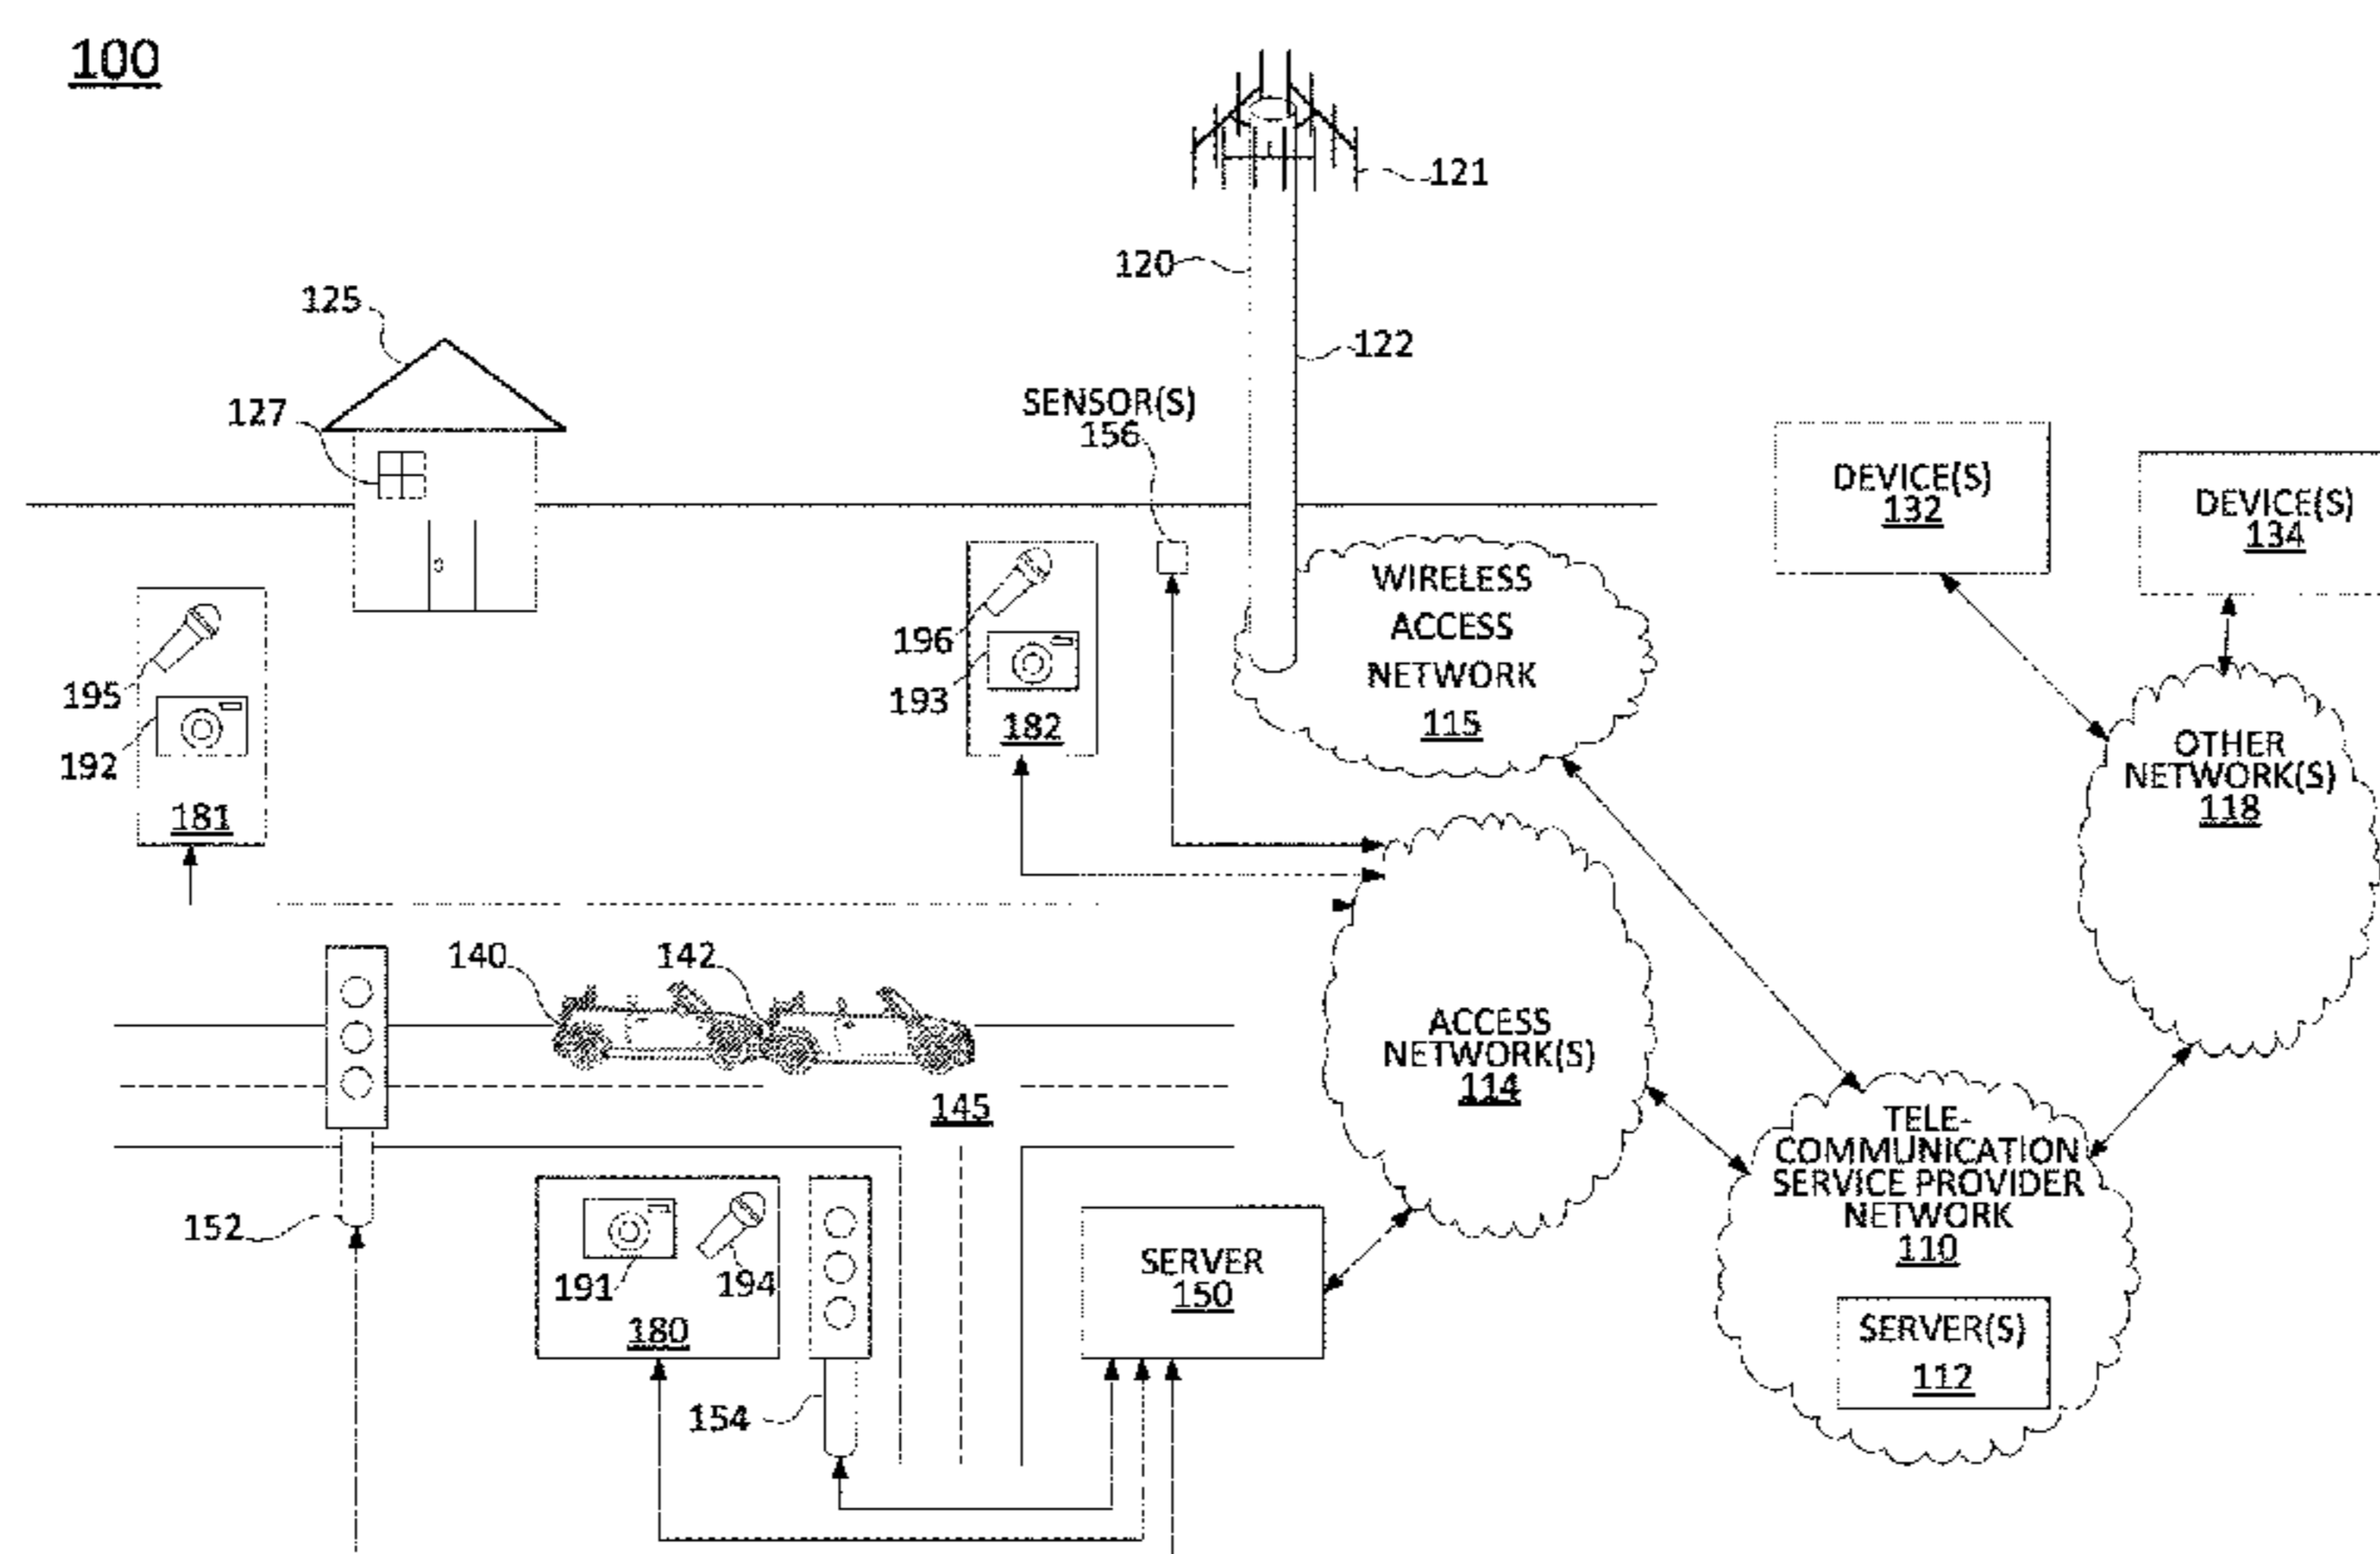 100
121
120
125
122
127
SENSOR(S)
156
DEVICE(S)
132
DEVICE(S)
134
WIRELESS
ACCESS
NETWORK
115
196
193
182
195
192
181
OTHER
NETWORK(S)
118
140
142
145
ACCESS
NETWORK(S)
114
TELE-
COMMUNICATION
SERVICE PROVIDER
NETWORK
110
SERVER(S)
112
152
191
194
180
154
SERVER
150